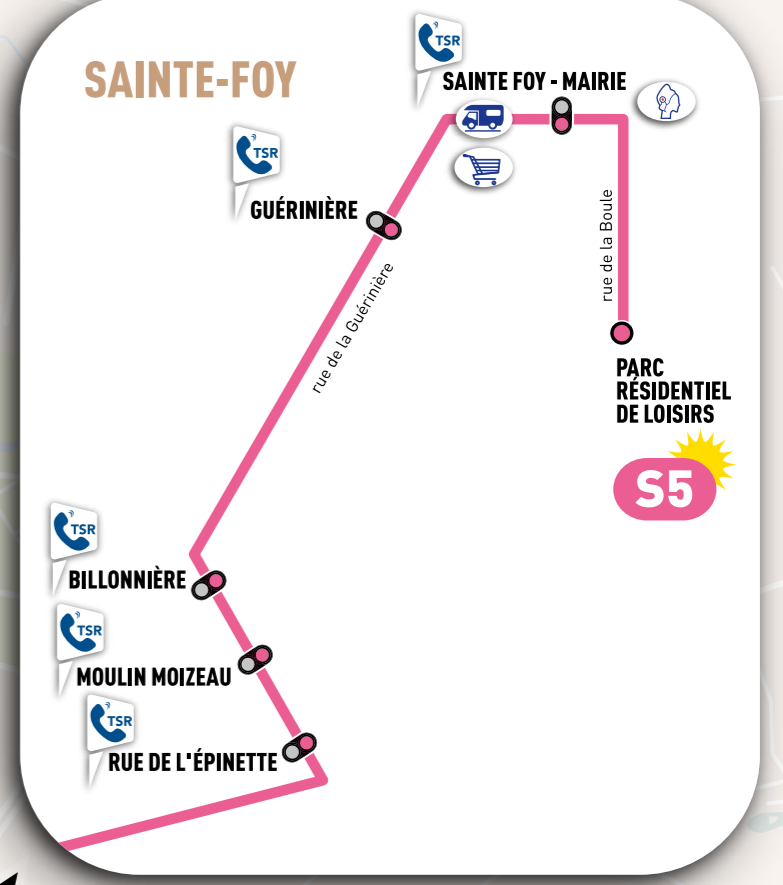 TSR
SAINTE-FOY
SAINTE FOY - MAIRIE
TSR
GUÉRINIÈRE
rue de la Boule
rue de la Guérinière
PARC
RÉSIDENTIEL
DE LOISIRS
S5
TSR
BILLONNIÈRE
TSR
MOULIN MOIZEAU
TSR
RUE DE L'ÉPINETTE